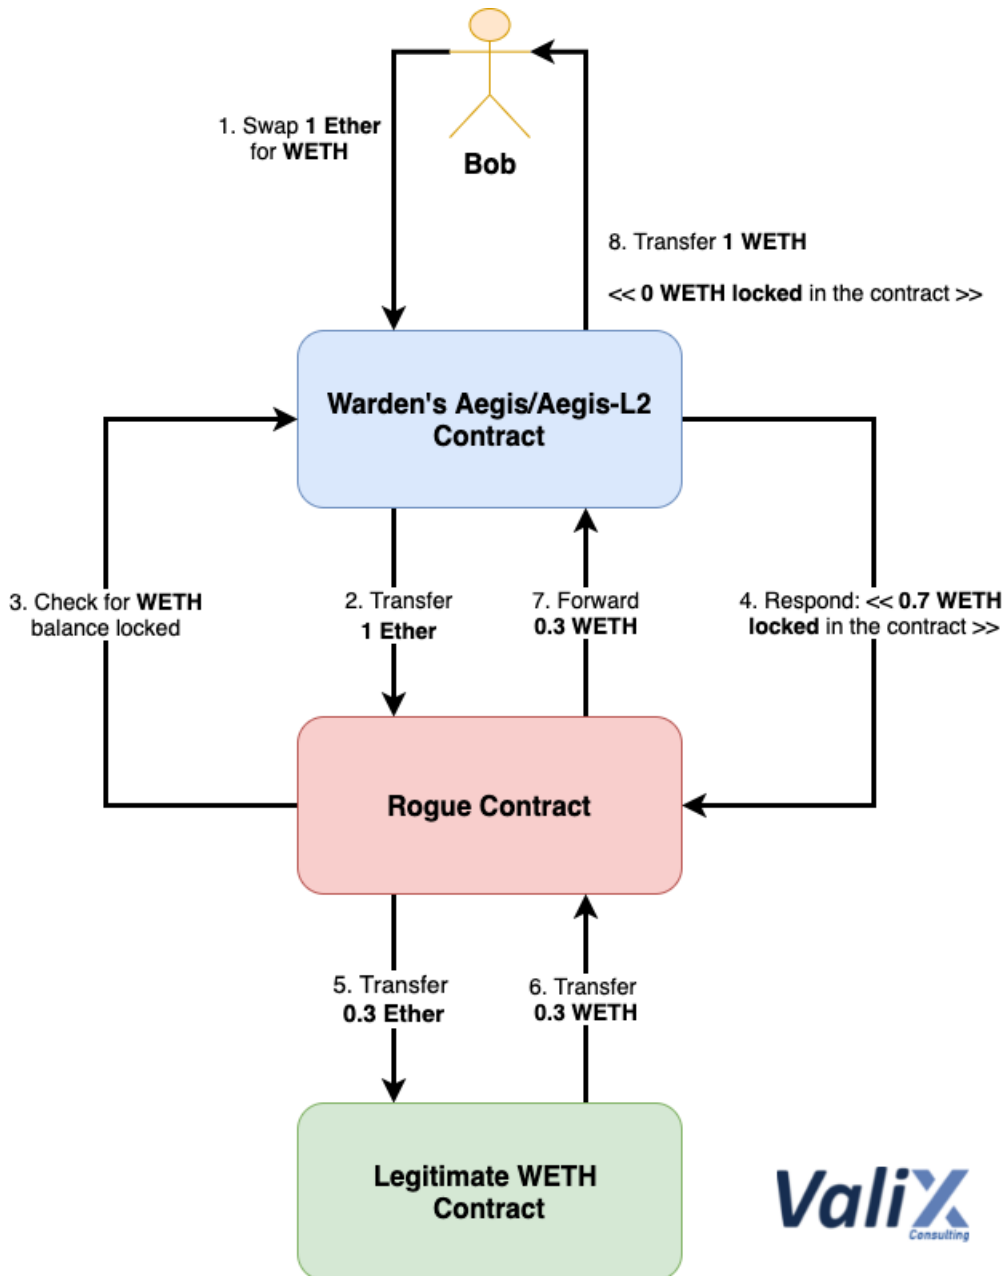 1. Swap 1 Ether
for WETH
Bob
8. Transfer 1 WETH
<< 0 WETH locked in the contract >>
Warden's Aegis/Aegis-L2
Contract
3. Check for WETH
balance locked
2. Transfer
1 Ether
7. Forward
0.3 WETH
4. Respond: << 0.7 WETH
locked in the contract >>
Rogue Contract
5. Transfer
0.3 Ether
6. Transfer
0.3 WETH
Legitimate WETH
Contract
ValiX
Consulting